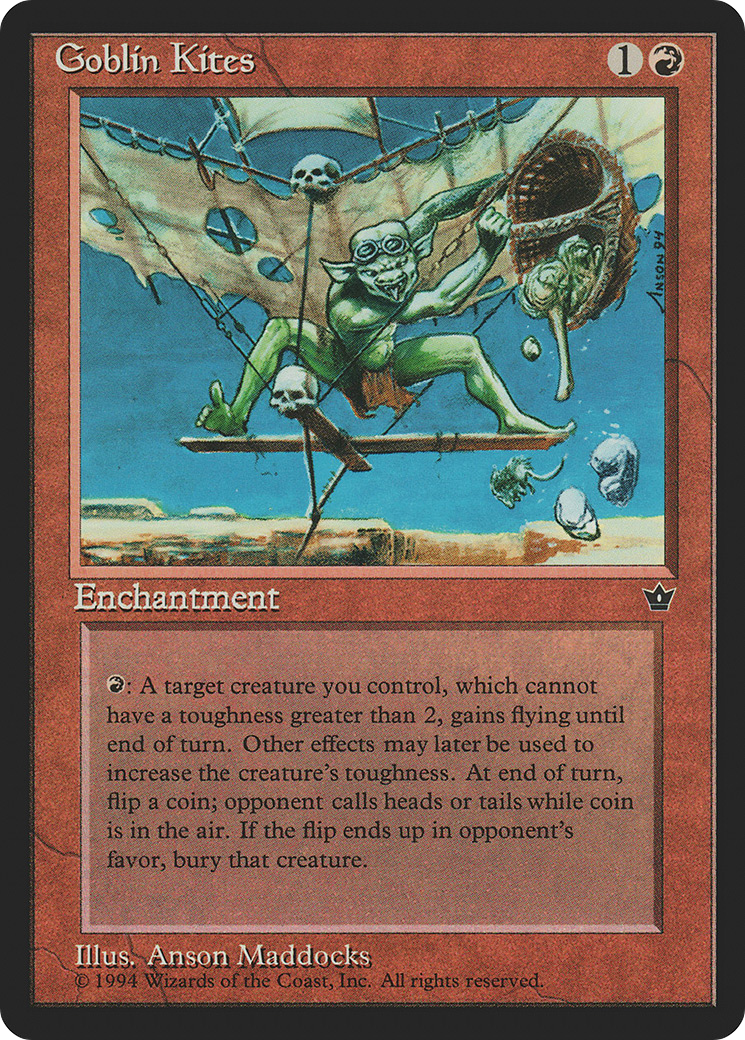 Goblin Kites 1
ANSON 94
Enchantment
: A target creature you control, which cannot
have a toughness greater than 2, gains flying until
end of turn. Other effects may later be used to
increase the creature's toughness. At end of turn,
flip a coin; opponent calls heads or tails while coin
is in the air. If the flip ends up in opponent's
favor, bury that creature.
Illus. Anson Maddocks
© 1994 Wizards of the Coast, Inc. All rights reserved.